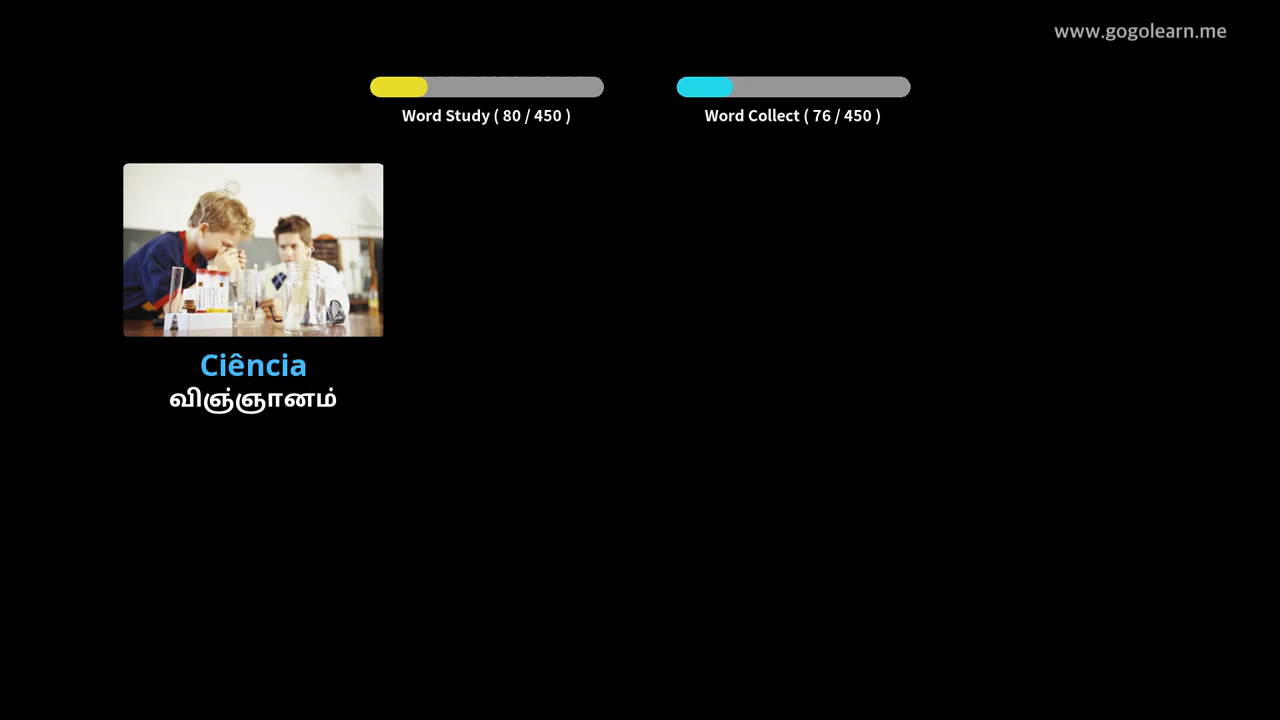 www.gogolearn.me
Word Study ( 80 / 450 )
Word Collect ( 76 / 450 )
Ciência
விஞ்ஞானம்